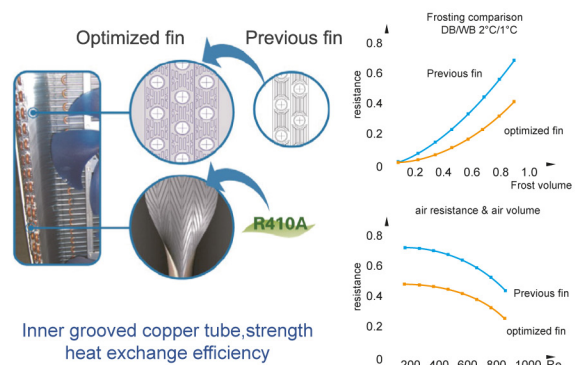 Optimized fin
Previous fin
R410A
Inner grooved copper tube,strength
heat exchange efficiency
Frosting comparison
DB/WB 2°C/1°C
0.8
0.6
0.4
0.2
0
resistance
Previous fin
optimized fin
0.2 0.4 0.6 0.8 1.0
Frost volume
air resistance & air volume
0.8
0.6
0.4
0.2
0
resistance
Previous fin
optimized fin
200 400 600 800 1000 Re